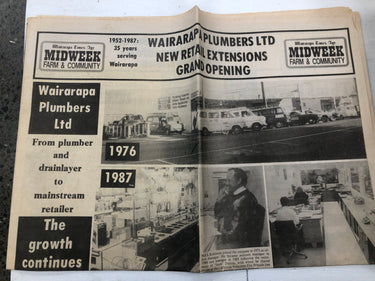 Wairarapa Times-Age
MIDWEEK
FARM & COMMUNITY
1952-1987:
35 years
serving
Wairarapa
WAIRARAPA PLUMBERS LTD
NEW RETAIL EXTENSIONS
GRAND OPENING
Wairarapa Times-Age
MIDWEEK
FARM & COMMUNITY
Wairarapa
Plumbers
Ltd
From plumber
and
drainlayer
to
mainstream
retailer
The
growth
continues
1976
1987